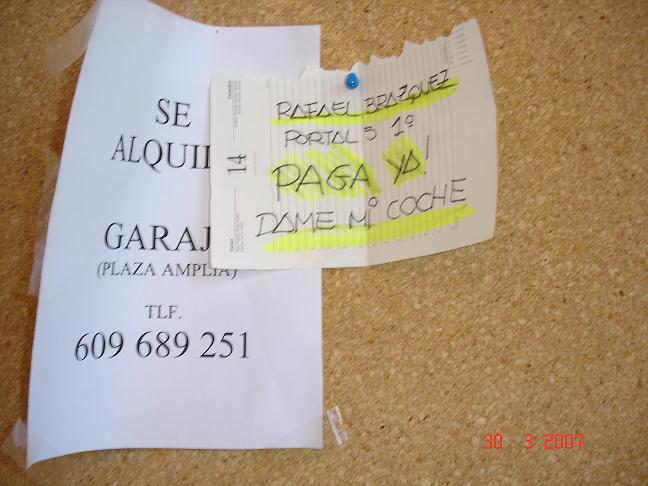 SE
ALQUI
GARAJ
(PLAZA AMPLIA)
TLF.
609 689 251
14
RAFAEL BRAZQUEZ
PORTAL 5 1º
PAGA YA!
DAME Mi COCHE
30 3 2007